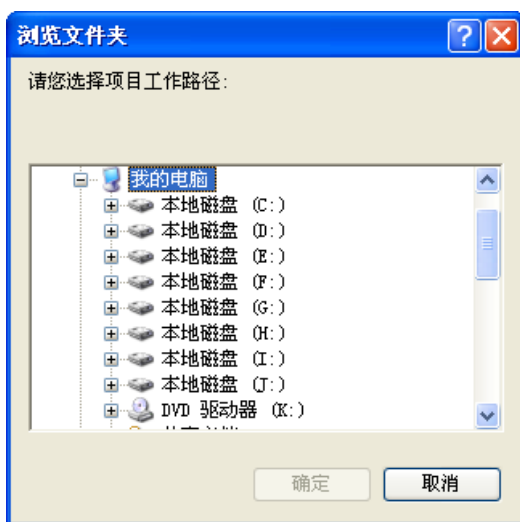 浏览文件夹
请您选择项目工作路径:
我的电脑
本地磁盘 (C:)
本地磁盘 (D:)
本地磁盘 (E:)
本地磁盘 (F:)
本地磁盘 (G:)
本地磁盘 (H:)
本地磁盘 (I:)
本地磁盘 (J:)
DVD 驱动器 (K:)
确定 取消